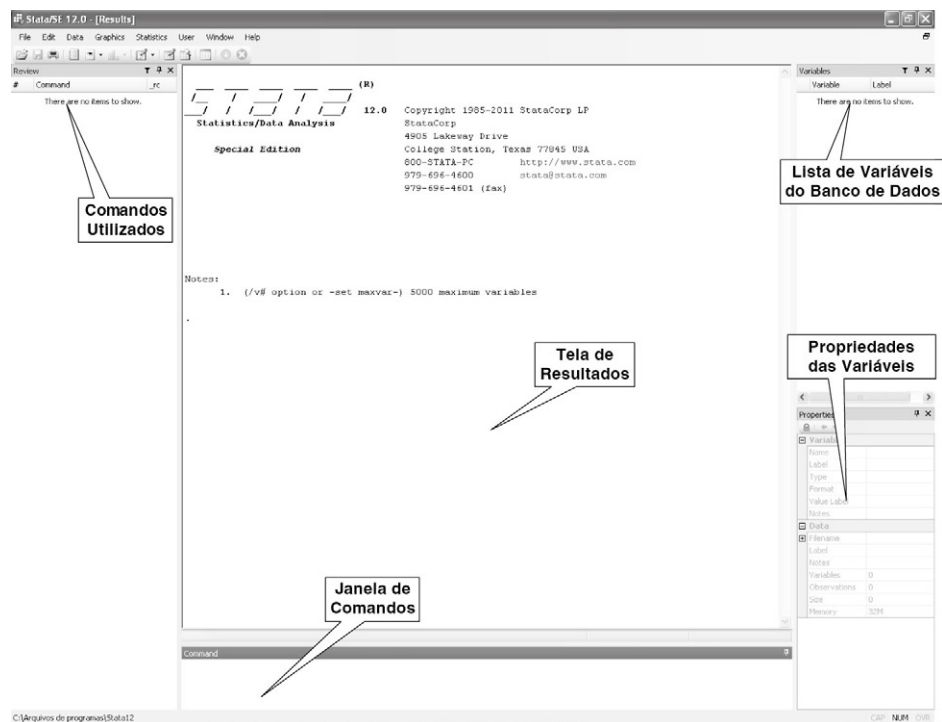 Stata/SE 12.0 - [Results]
File Edit Data Graphics Statistics User Window Help
Review
# Command _rc
There are no items to show.
Comandos
Utilizados
(R)
12.0 Copyright 1985-2011 StataCorp LP
Statistics/Data Analysis StataCorp
4905 Lakeway Drive
Special Edition College Station, Texas 77845 USA
800-STATA-PC http://www.stata.com
979-696-4600 stata@stata.com
979-696-4601 (fax)
Notes:
1. (/v# option or -set maxvar-) 5000 maximum variables
.
Tela de
Resultados
Janela de
Comandos
Command
Variables
Variable Label
There are no items to show.
Lista de Variáveis
do Banco de Dados
Propriedades
das Variáveis
Properties
Variables
Name
Label
Type
Format
Value Label
Notes
Data
Filename
Label
Notes
Variables 0
Observations 0
Size 0
Memory 32M
C:\Arquivos de programas\Stata12
CAP NUM OVR